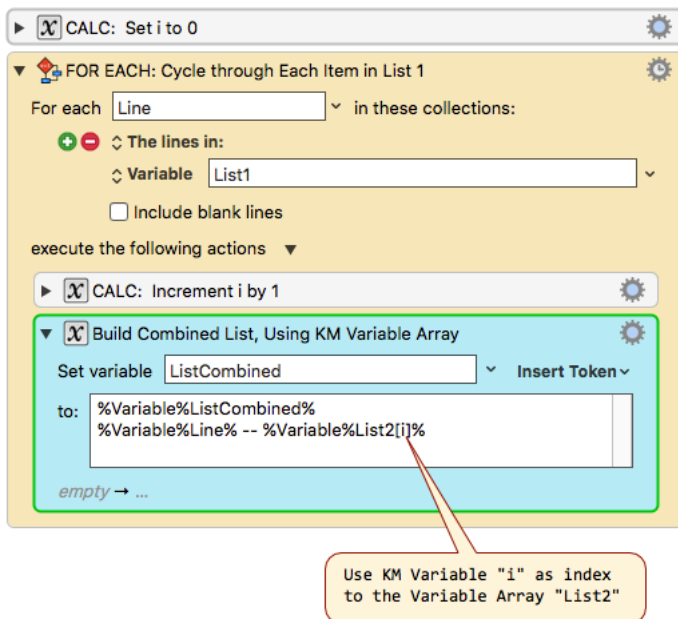 CALC: Set i to 0
FOR EACH: Cycle through Each Item in List 1
For each Line in these collections:
The lines in:
Variable List1
Include blank lines
execute the following actions
CALC: Increment i by 1
Build Combined List, Using KM Variable Array
Set variable ListCombined Insert Token
to: %Variable%ListCombined%
%Variable%Line% -- %Variable%List2[i]%
empty → ...
Use KM Variable "i" as index
to the Variable Array "List2"